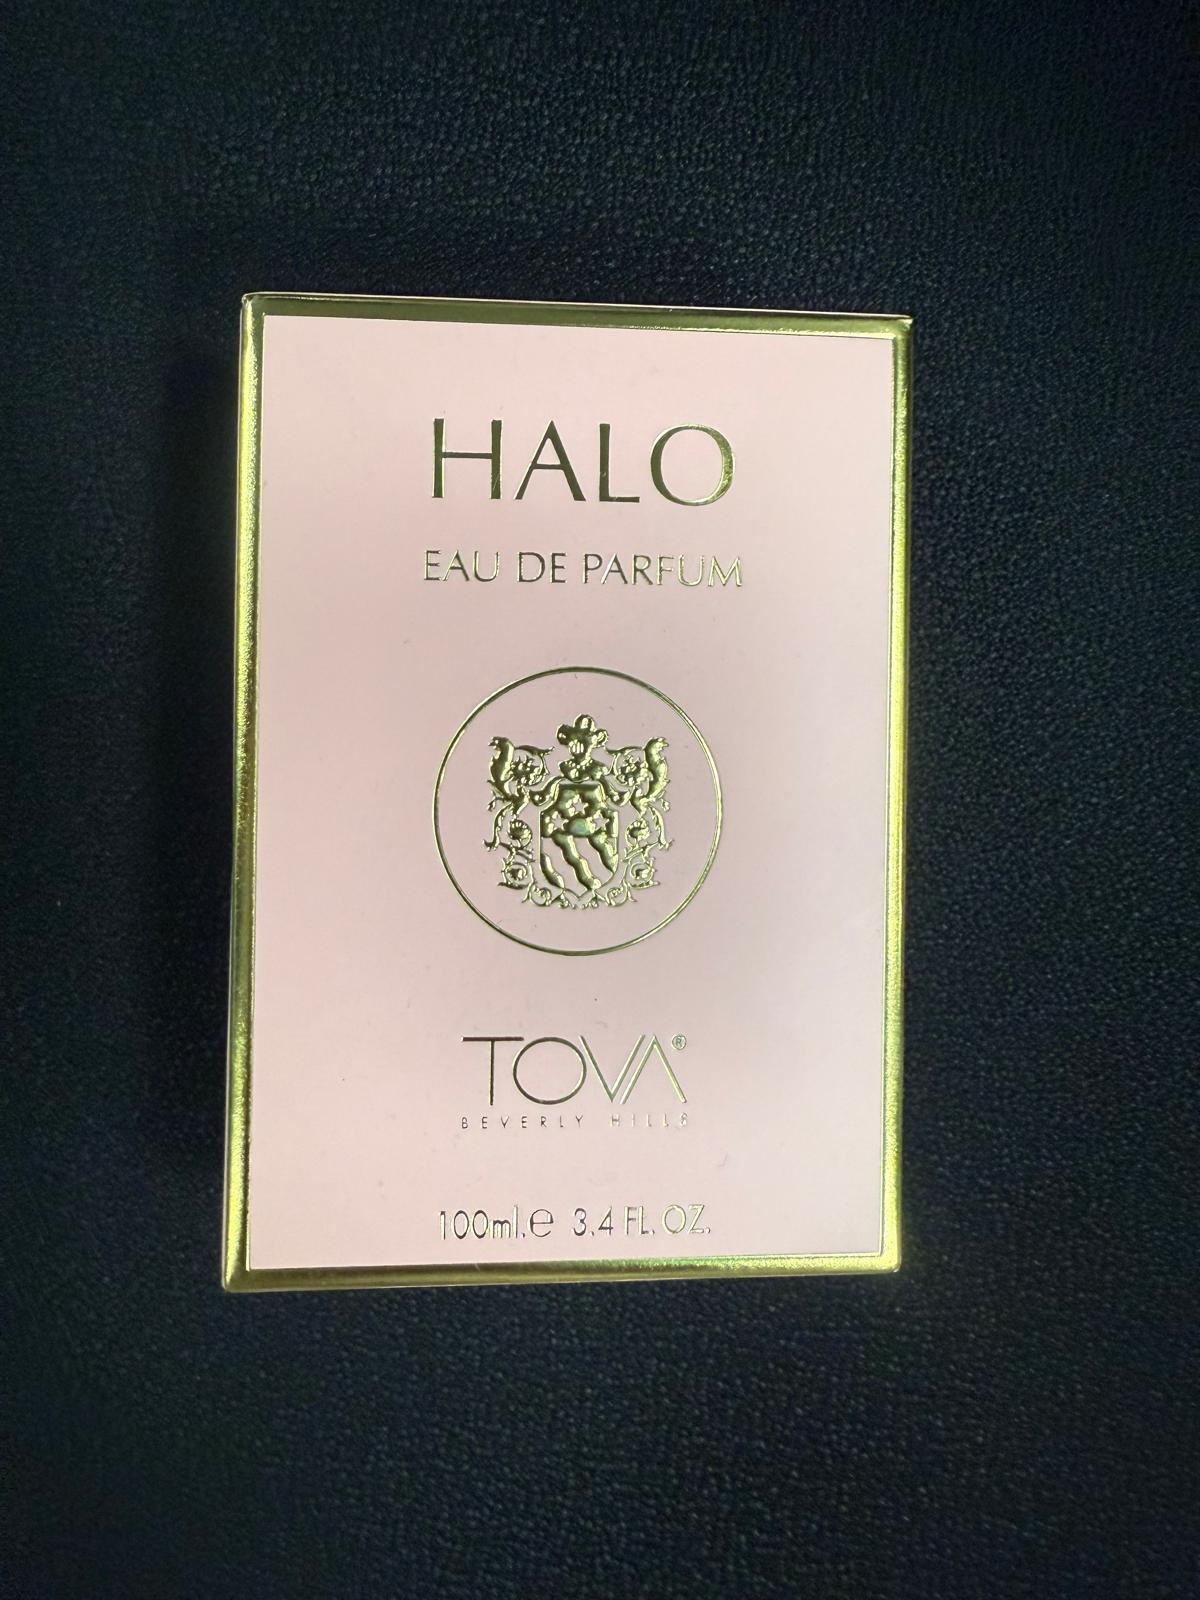 HALO
EAU DE PARFUM
TOVA®
BEVERLY HILLS
100ml.e 3.4 FL. OZ.